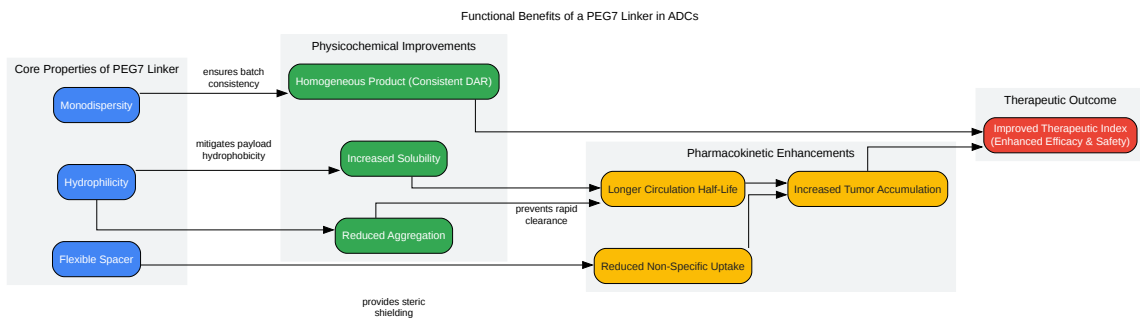 Functional Benefits of a PEG7 Linker in ADCs
Core Properties of PEG7 Linker
Monodispersity
Hydrophilicity
Flexible Spacer
ensures batch
consistency
mitigates payload
hydrophobicity
provides steric
shielding
Physicochemical Improvements
Homogeneous Product (Consistent DAR)
Increased Solubility
Reduced Aggregation
prevents rapid
clearance
Pharmacokinetic Enhancements
Longer Circulation Half-Life
Increased Tumor Accumulation
Reduced Non-Specific Uptake
Therapeutic Outcome
Improved Therapeutic Index
(Enhanced Efficacy & Safety)